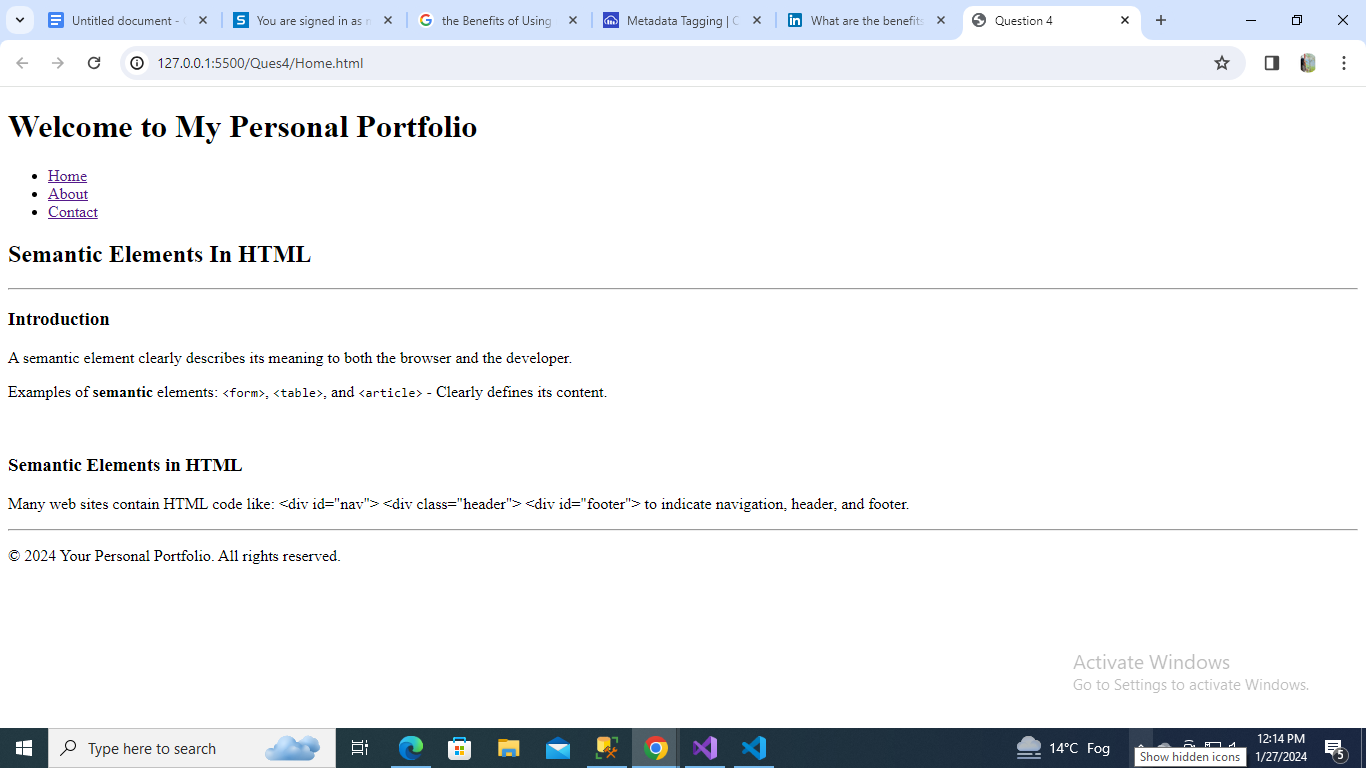 Untitled document -
You are signed in as
the Benefits of Using
Metadata Tagging |
What are the benefits
Question 4
127.0.0.1:5500/Ques4/Home.html
Welcome to My Personal Portfolio
Home
About
Contact
Semantic Elements In HTML
Introduction
A semantic element clearly describes its meaning to both the browser and the developer.
Examples of semantic elements: <form>, <table>, and <article> - Clearly defines its content.
Semantic Elements in HTML
Many web sites contain HTML code like: <div id="nav"> <div class="header"> <div id="footer"> to indicate navigation, header, and footer.
© 2024 Your Personal Portfolio. All rights reserved.
Activate Windows
Go to Settings to activate Windows.
Type here to search
14°C Fog
12:14 PM
1/27/2024
5
Show hidden icons